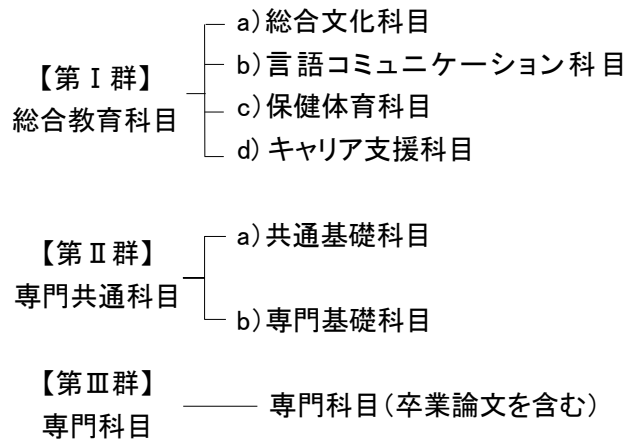 【第Ⅰ群】
総合教育科目
a)総合文化科目
b)言語コミュニケーション科目
c)保健体育科目
d)キャリア支援科目
【第Ⅱ群】
専門共通科目
a)共通基礎科目
b)専門基礎科目
【第Ⅲ群】
専門科目
専門科目(卒業論文を含む)